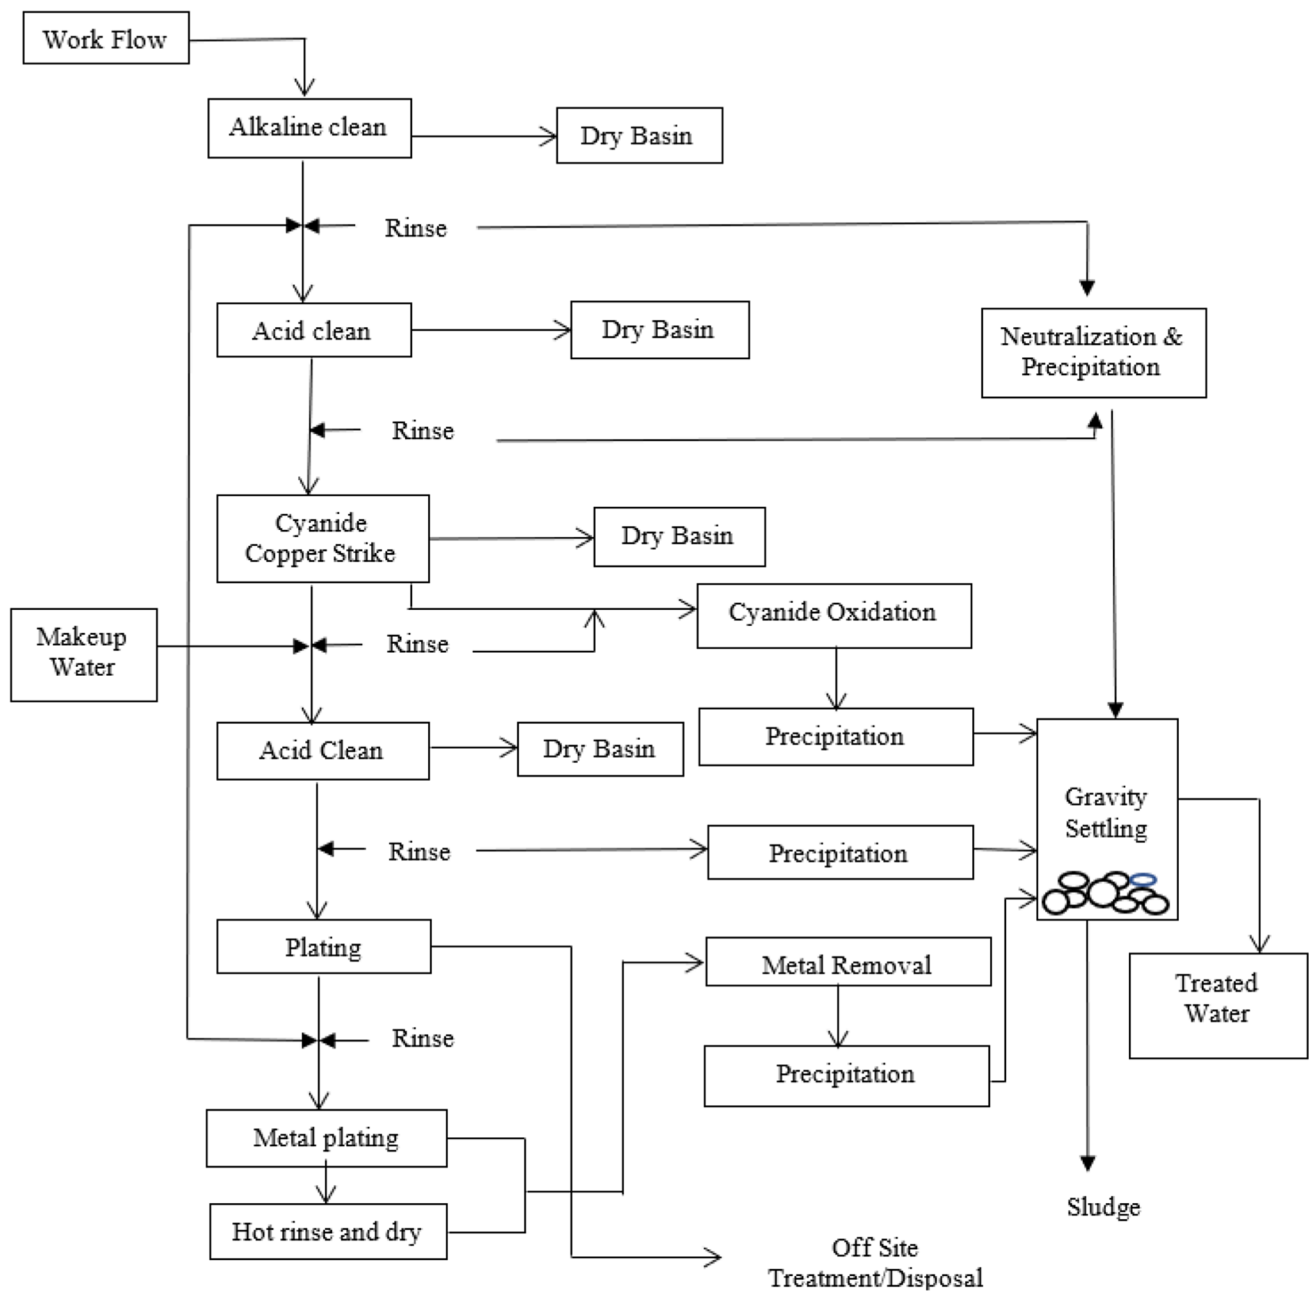 Work Flow
Alkaline clean
Dry Basin
Rinse
Acid clean
Dry Basin
Neutralization &
Precipitation
Rinse
Cyanide
Copper Strike
Dry Basin
Cyanide Oxidation
Makeup
Water
Rinse
Precipitation
Acid Clean
Dry Basin
Gravity
Settling
Rinse
Precipitation
Plating
Metal Removal
Treated
Water
Rinse
Precipitation
Metal plating
Hot rinse and dry
Sludge
Off Site
Treatment/Disposal